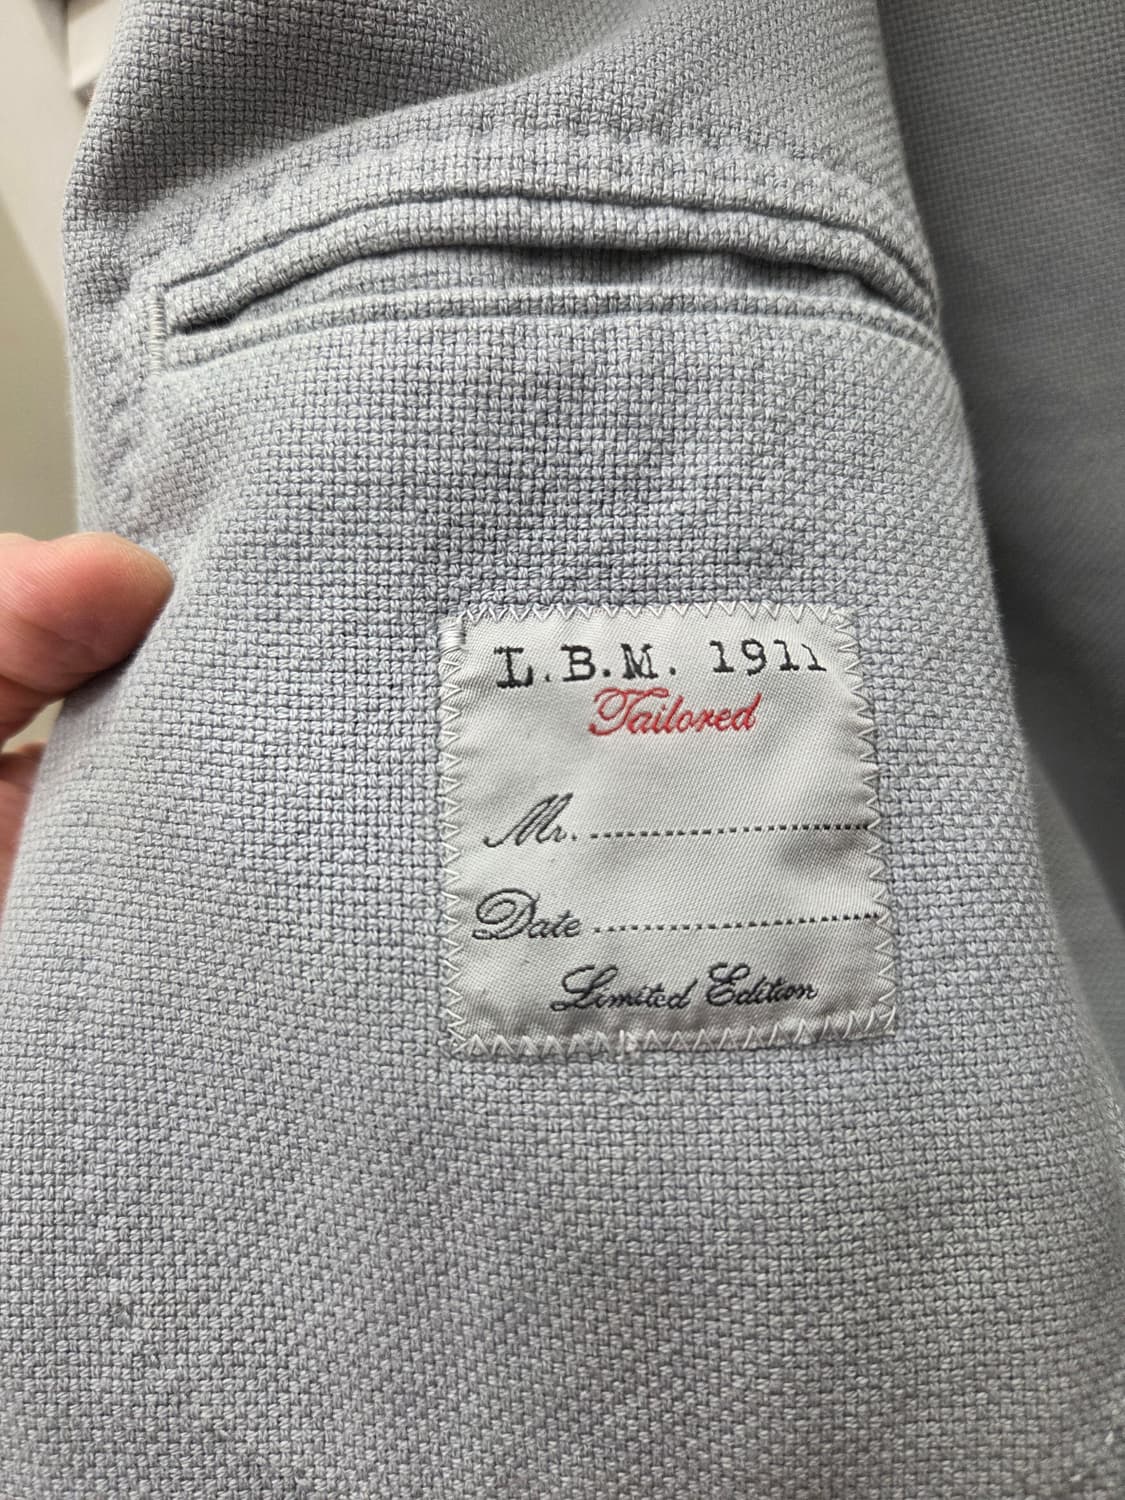 L.B.M. 1911
Tailored
Mr. ........................
Date ........................
Limited Edition